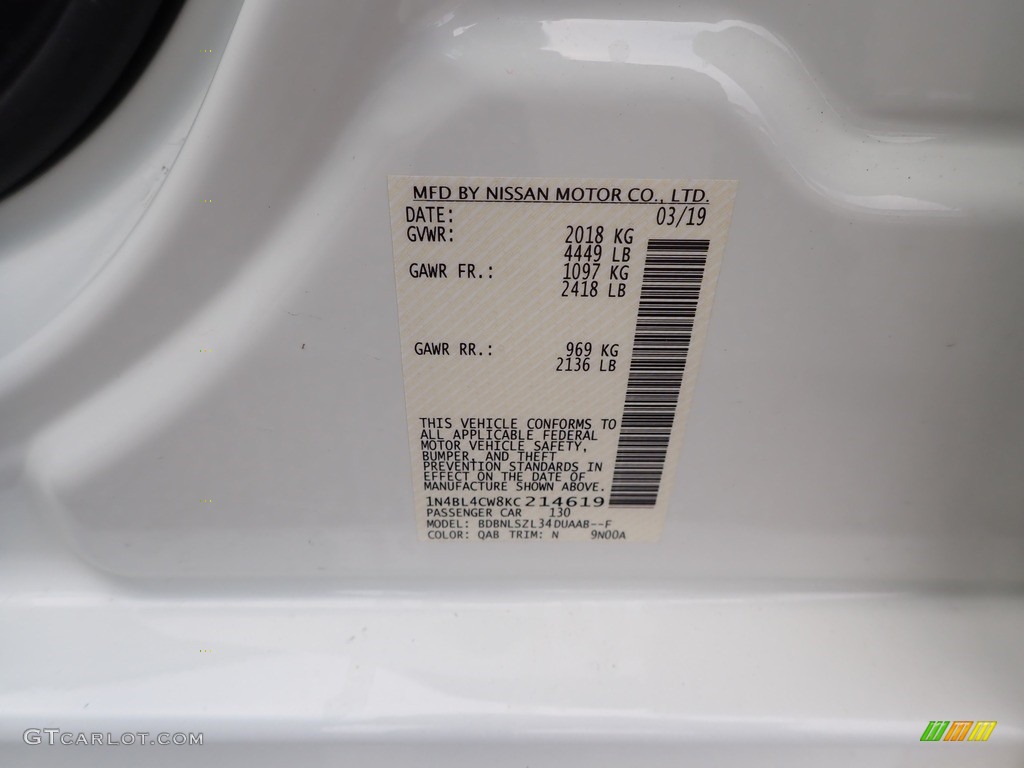 MFD BY NISSAN MOTOR CO., LTD.
DATE: 03/19
GVWR: 2018 KG
4449 LB
GAWR FR.: 1097 KG
2418 LB
GAWR RR.: 969 KG
2136 LB
THIS VEHICLE CONFORMS TO
ALL APPLICABLE FEDERAL
MOTOR VEHICLE SAFETY,
BUMPER, AND THEFT
PREVENTION STANDARDS IN
EFFECT ON THE DATE OF
MANUFACTURE SHOWN ABOVE.
1N4BL4CW8KC214619
PASSENGER CAR 130
MODEL: BDBNLSZL34DUAAB--F
COLOR: QAB TRIM: N 9N00A
GTCARLOT.COM